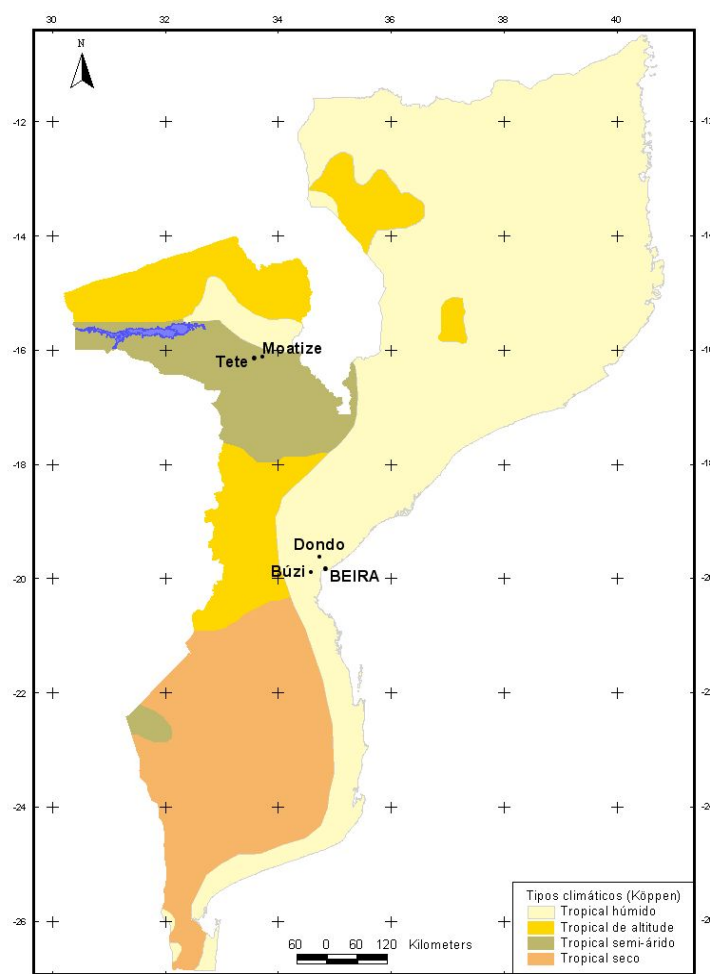 30 32 34 36 38 40
N
-12
-14
-16
-18
-20
-22
-24
-26
Moatize
Tete
Dondo
Búzi
BEIRA
Tipos climáticos (Köppen)
Tropical húmido
Tropical de altitude
Tropical semi-árido
Tropical seco
60 0 60 120 Kilometers